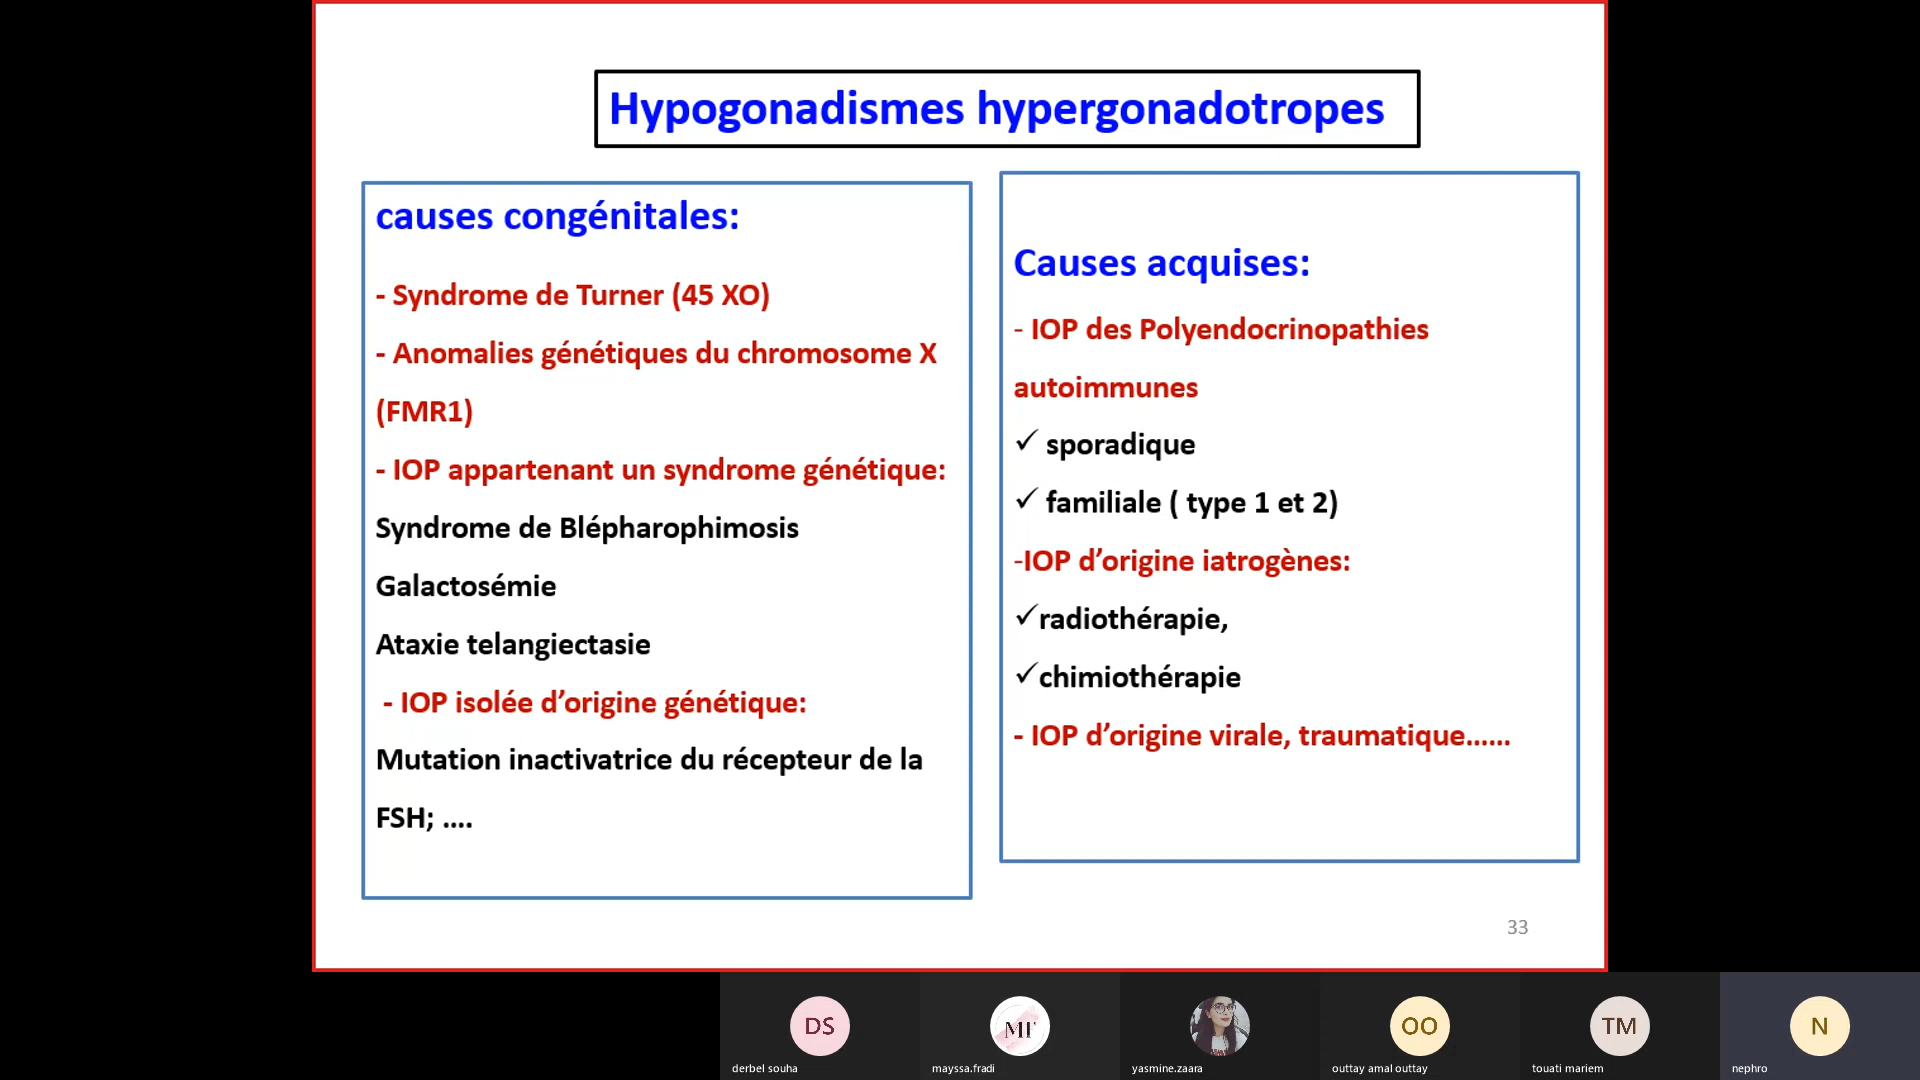 Hypogonadismes hypergonadotropes
causes congénitales:
- Syndrome de Turner (45 XO)
- Anomalies génétiques du chromosome X
(FMR1)
- IOP appartenant un syndrome génétique:
Syndrome de Blépharophimosis
Galactosémie
Ataxie telangiectasie
- IOP isolée d’origine génétique:
Mutation inactivatrice du récepteur de la
FSH; ....
Causes acquises:
- IOP des Polyendocrinopathies
autoimmunes
✓ sporadique
✓ familiale ( type 1 et 2)
-IOP d’origine iatrogènes:
✓radiothérapie,
✓chimiothérapie
- IOP d’origine virale, traumatique......
33
DS
MF
OO
TM
N
derbel souha
mayssa.fradi
yasmine.zaara
outtay amal outtay
touati mariem
nephro